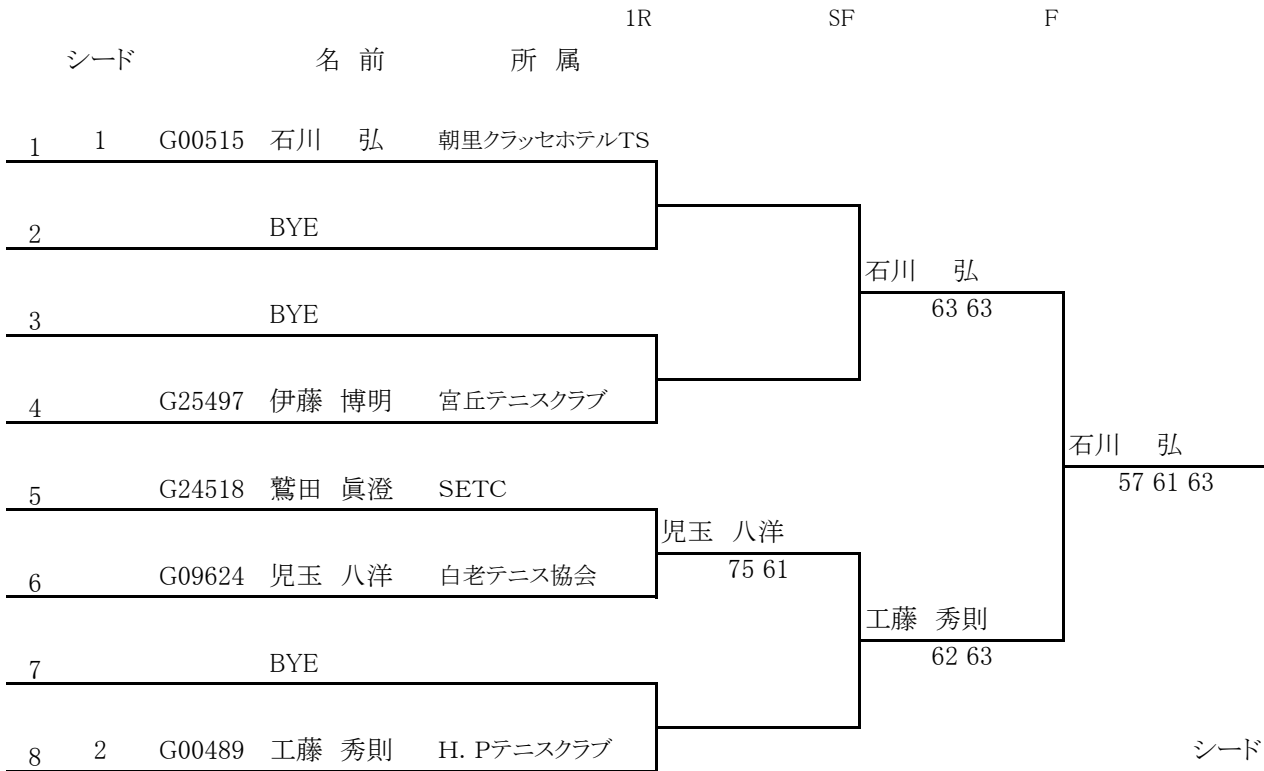 1R SF F
シード 名 前 所 属
1 1 G00515 石川 弘 朝里クラッセホテルTS
2 BYE
石川 弘
63 63
3 BYE
4 G25497 伊藤 博明 宮丘テニスクラブ
石川 弘
57 61 63
5 G24518 鷲田 眞澄 SETC
児玉 八洋
75 61
6 G09624 児玉 八洋 白老テニス協会
工藤 秀則
62 63
7 BYE
8 2 G00489 工藤 秀則 H. Pテニスクラブ
シード